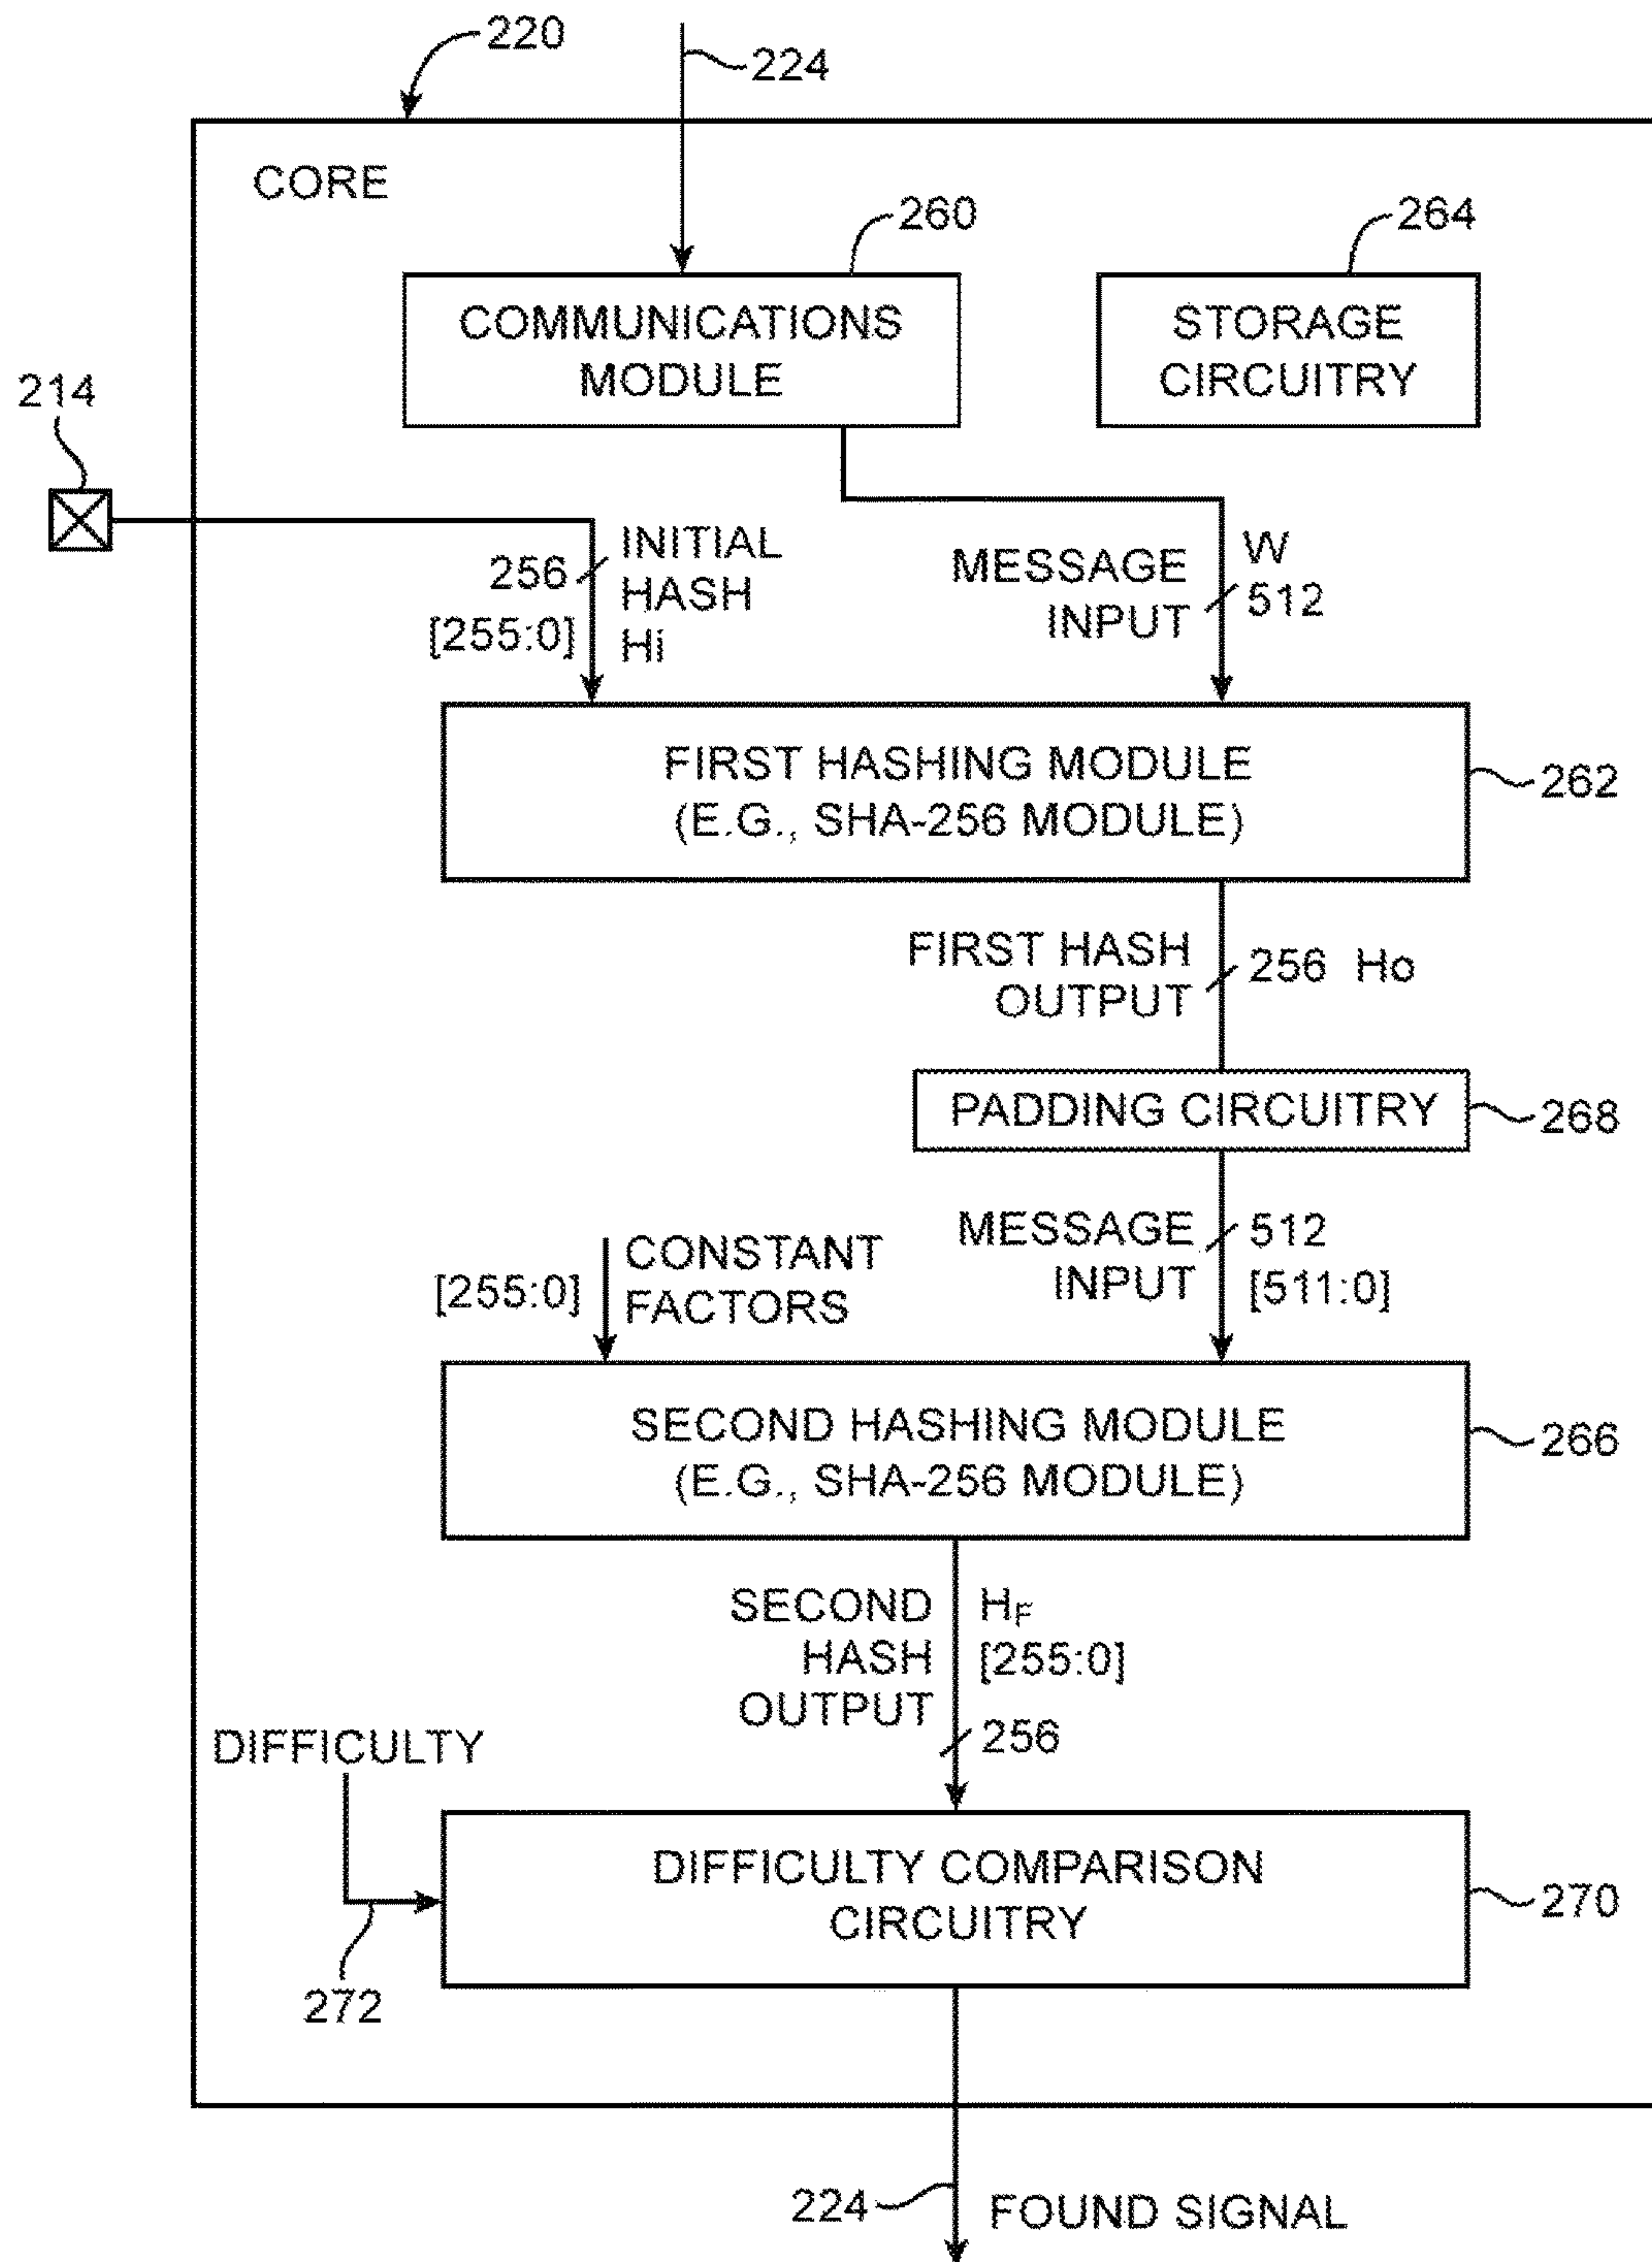 220
224
CORE
260
264
COMMUNICATIONS
MODULE
STORAGE
CIRCUITRY
214
256
[255:0]
INITIAL
HASH
Hi
MESSAGE
INPUT
W
512
FIRST HASHING MODULE
(E.G., SHA-256 MODULE)
262
FIRST HASH
OUTPUT
256 Ho
PADDING CIRCUITRY
268
[255:0]
CONSTANT
FACTORS
MESSAGE
INPUT
512
[511:0]
SECOND HASHING MODULE
(E.G., SHA-256 MODULE)
266
SECOND
HASH
OUTPUT
HF
[255:0]
256
DIFFICULTY
272
DIFFICULTY COMPARISON
CIRCUITRY
270
224
FOUND SIGNAL